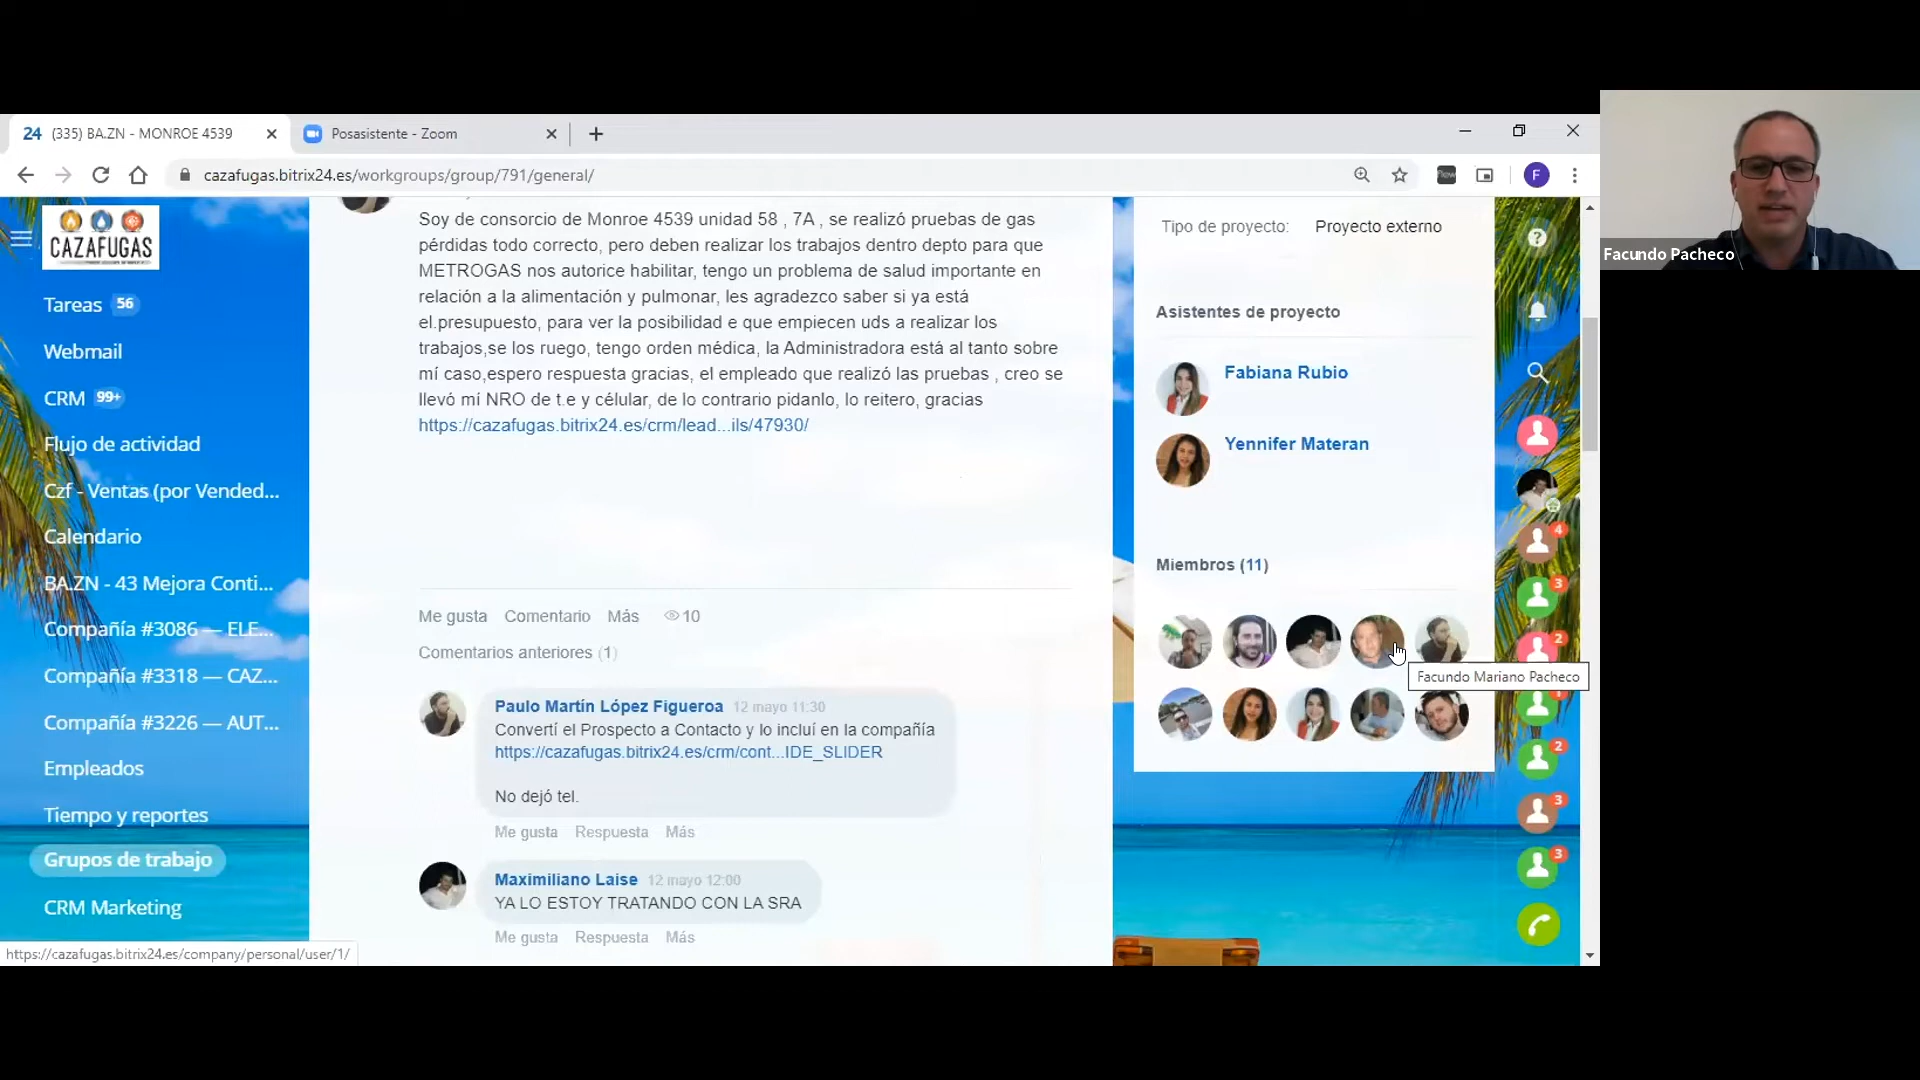 24 (335) BA.ZN - MONROE 4539
Posasistente - Zoom
cazafugas.bitrix24.es/workgroups/group/791/general/
flow
F
CAZAFUGAS
Tareas 56
Webmail
CRM 99+
Flujo de actividad
Czf - Ventas (por Vended...
Calendario
BA.ZN - 43 Mejora Conti...
Compañía #3086 — ELE...
Compañía #3318 — CAZ...
Compañía #3226 — AUT...
Empleados
Tiempo y reportes
Grupos de trabajo
CRM Marketing
https://cazafugas.bitrix24.es/company/personal/user/1/
Soy de consorcio de Monroe 4539 unidad 58 , 7A , se realizó pruebas de gas
pérdidas todo correcto, pero deben realizar los trabajos dentro depto para que
METROGAS nos autorice habilitar, tengo un problema de salud importante en
relación a la alimentación y pulmonar, les agradezco saber si ya está
el.presupuesto, para ver la posibilidad e que empiecen uds a realizar los
trabajos,se los ruego, tengo orden médica, la Administradora está al tanto sobre
mí caso,espero respuesta gracias, el empleado que realizó las pruebas , creo se
llevó mí NRO de t.e y célular, de lo contrario pidanlo, lo reitero, gracias
https://cazafugas.bitrix24.es/crm/lead...ils/47930/
Me gusta Comentario Más 10
Comentarios anteriores (1)
Paulo Martín López Figueroa 12 mayo 11:30
Convertí el Prospecto a Contacto y lo incluí en la compañía
https://cazafugas.bitrix24.es/crm/cont...IDE_SLIDER
No dejó tel.
Me gusta Respuesta Más
Maximiliano Laise 12 mayo 12:00
YA LO ESTOY TRATANDO CON LA SRA
Me gusta Respuesta Más
Tipo de proyecto: Proyecto externo
Asistentes de proyecto
Fabiana Rubio
Yennifer Materan
Miembros (11)
Facundo Mariano Pacheco
?
4
3
2
1
2
3
3
Facundo Pacheco